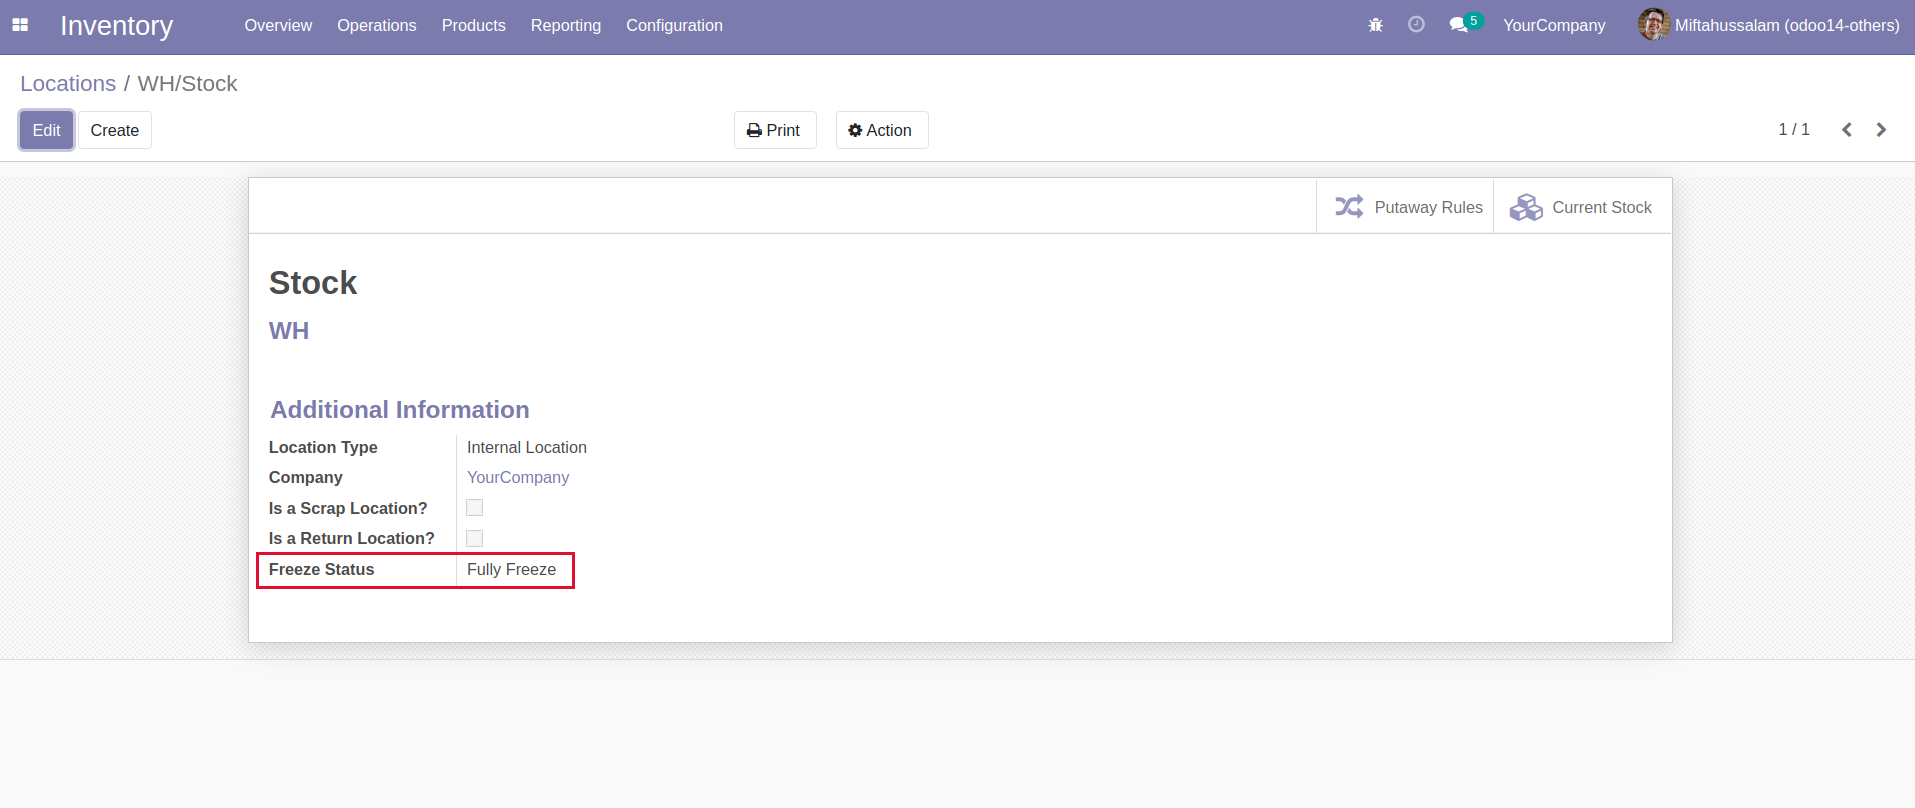 Inventory Overview Operations Products Reporting Configuration 5 YourCompany Miftahussalam (odoo14-others)
Locations / WH/Stock
Edit Create Print Action 1 / 1
Putaway Rules Current Stock
Stock
WH
Additional Information
Location Type Internal Location
Company YourCompany
Is a Scrap Location?
Is a Return Location?
Freeze Status Fully Freeze